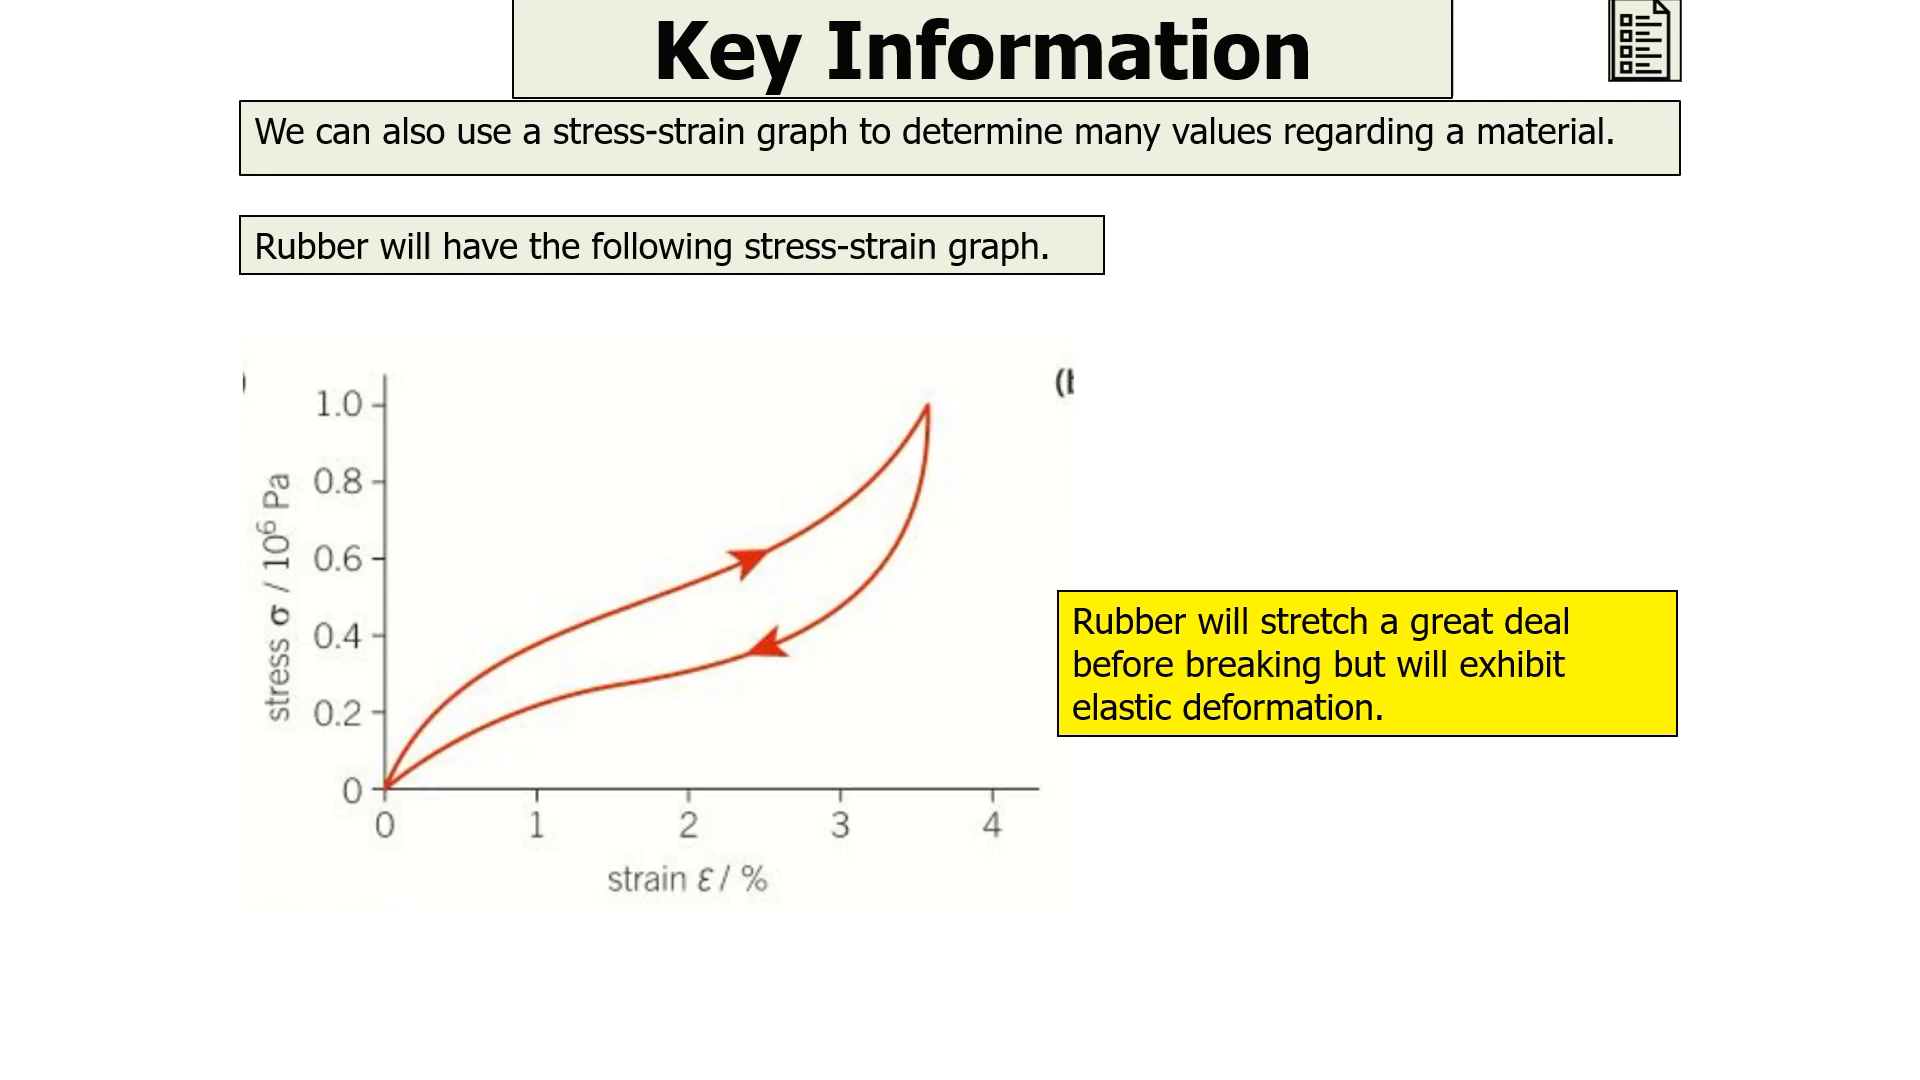 Key Information
We can also use a stress-strain graph to determine many values regarding a material.
Rubber will have the following stress-strain graph.
(b
1.0
0.8
0.6
0.4
0.2
0
stress σ / 10⁶ Pa
0 1 2 3 4
strain ε / %
Rubber will stretch a great deal
before breaking but will exhibit
elastic deformation.